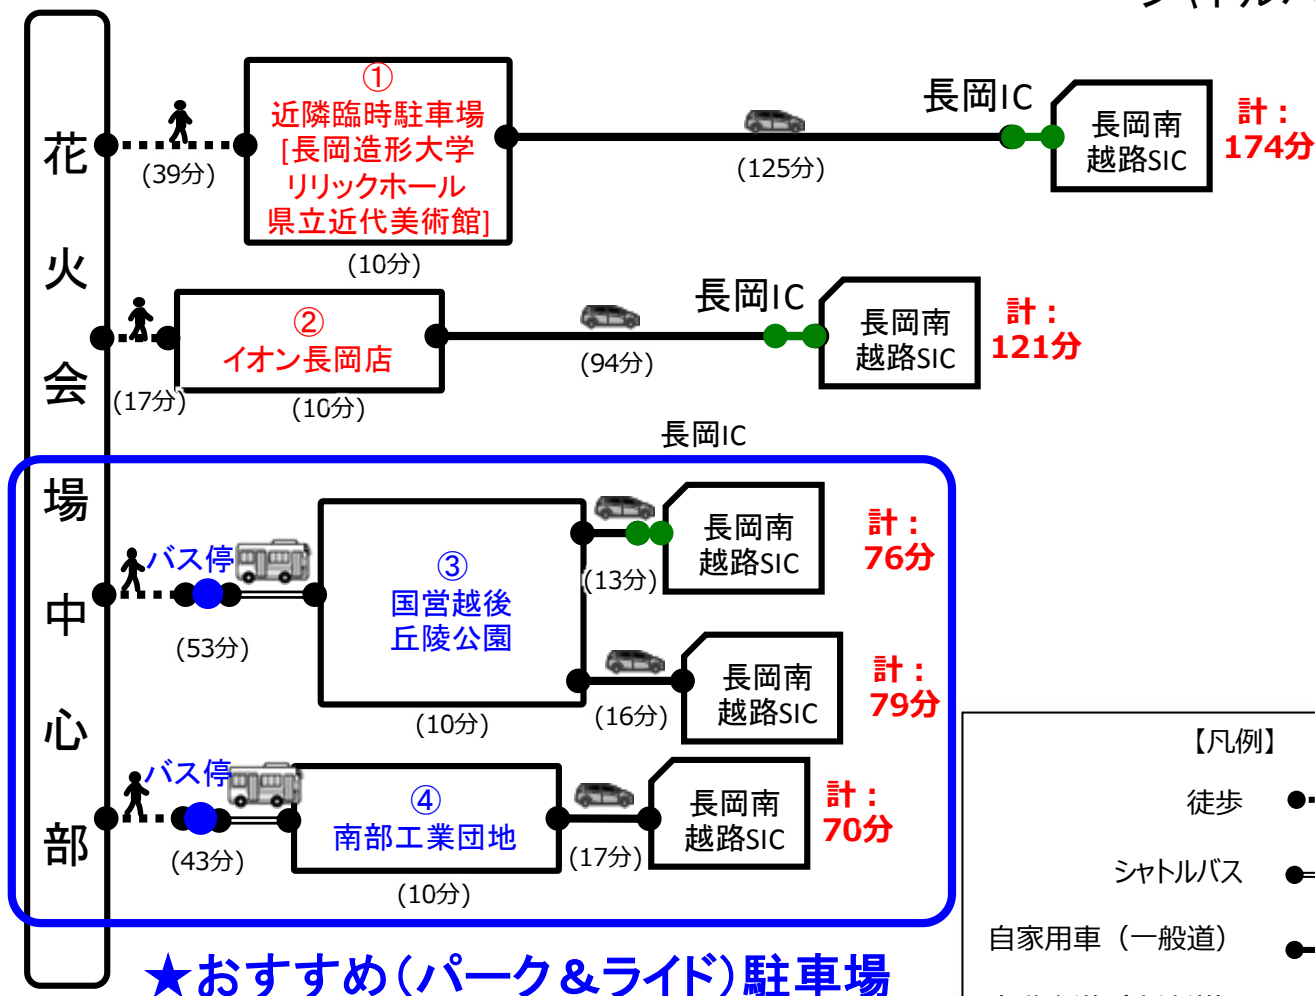 花火会場中心部
①
近隣臨時駐車場
[長岡造形大学
リリックホール
県立近代美術館]
(39分)
(10分)
(125分)
長岡IC
長岡南
越路SIC
計：
174分
②
イオン長岡店
(17分)
(10分)
(94分)
長岡IC
長岡南
越路SIC
計：
121分
長岡IC
バス停
(53分)
③
国営越後
丘陵公園
(10分)
(13分)
長岡南
越路SIC
計：
76分
(16分)
長岡南
越路SIC
計：
79分
バス停
(43分)
④
南部工業団地
(10分)
(17分)
長岡南
越路SIC
計：
70分
★おすすめ(パーク&ライド)駐車場
【凡例】
徒歩
シャトルバス
自家用車（一般道）